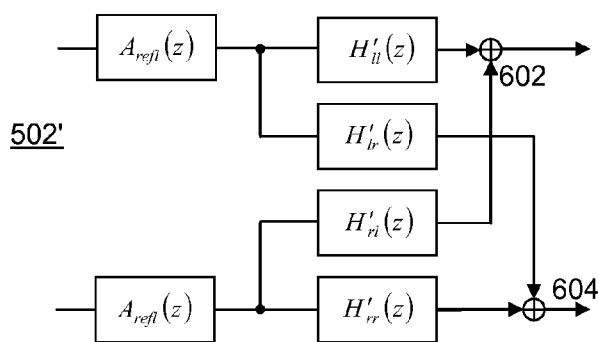 A_refl(z)
H'_ll(z)
602
502'
H'_lr(z)
H'_rl(z)
A_refl(z)
H'_rr(z)
604